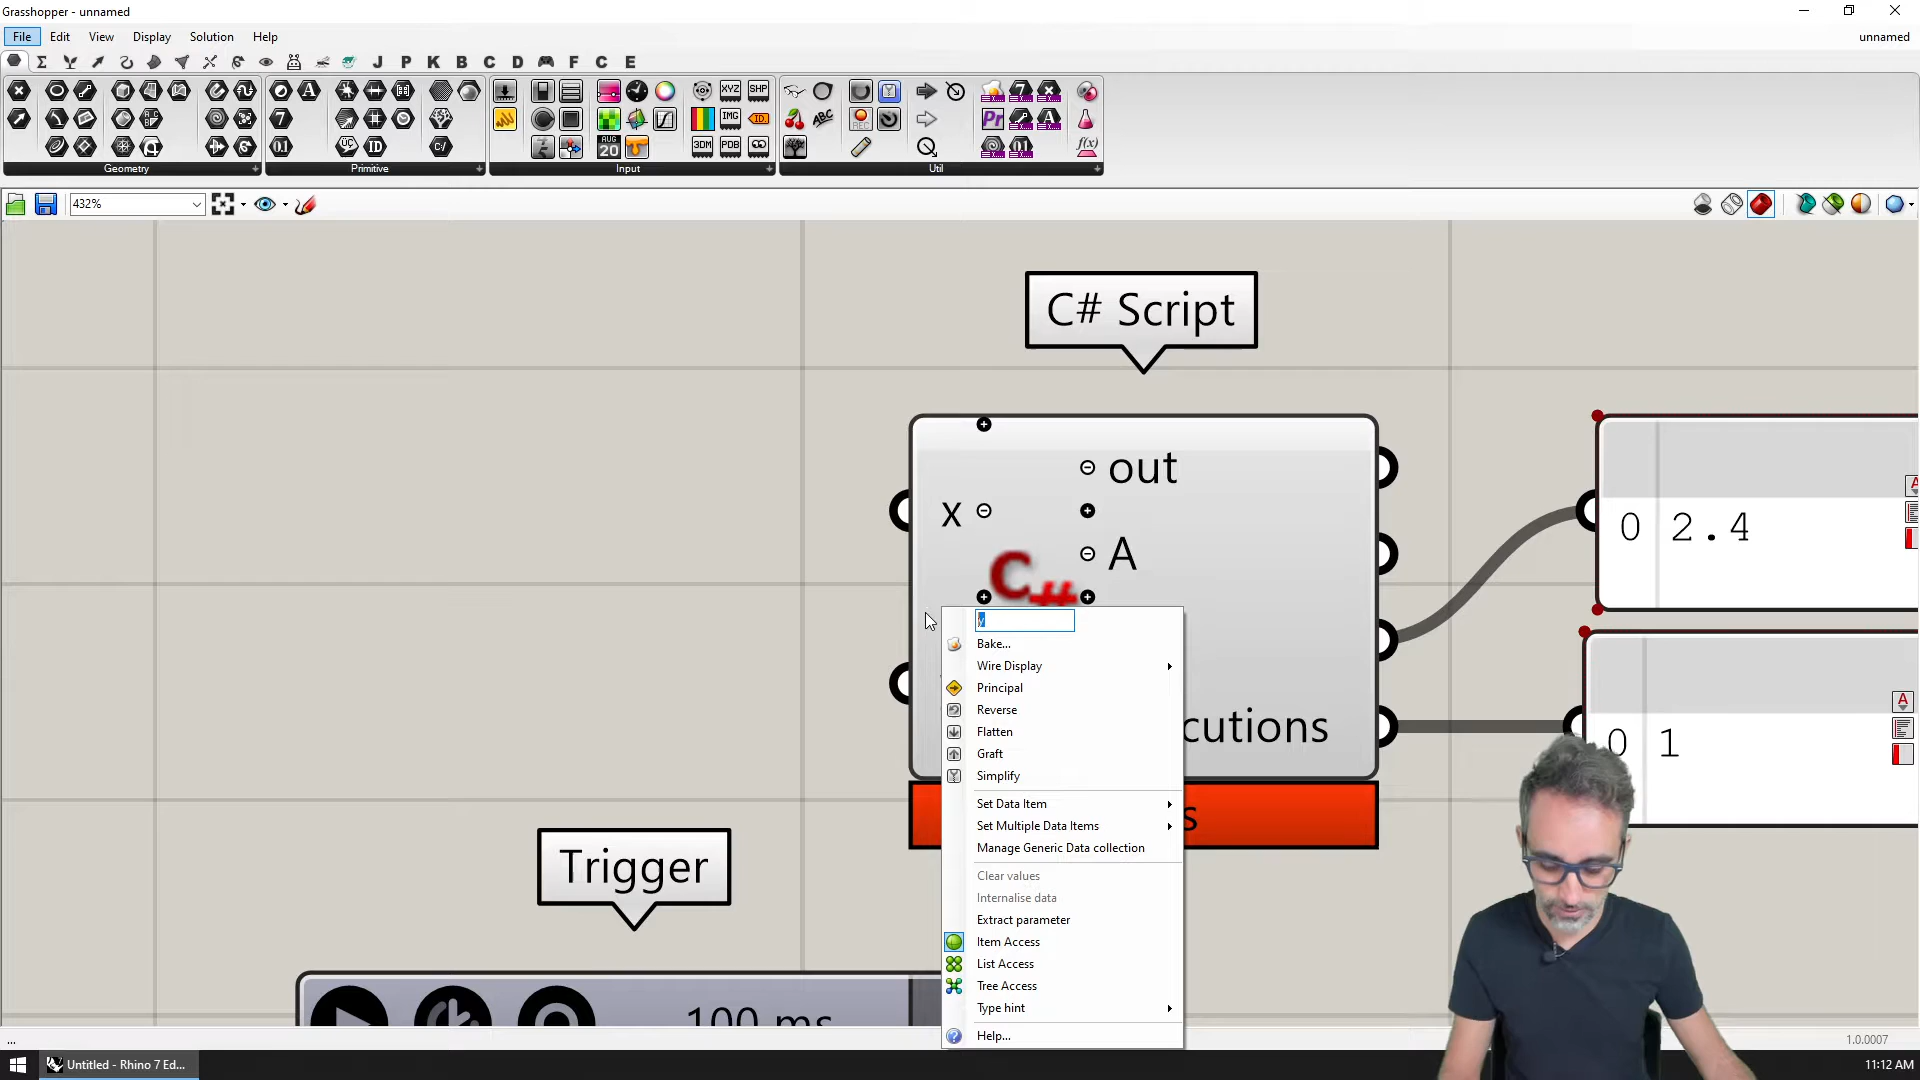 Grasshopper - unnamed
File Edit View Display Solution Help
unnamed
J P K B C D F C E
Geometry Primitive Input Util
432%
C# Script
out
x
A
C#
0 2.4
y
Bake...
Wire Display
Principal
Reverse
Flatten
Graft
Simplify
Set Data Item
Set Multiple Data Items
Manage Generic Data collection
Clear values
Internalise data
Extract parameter
Item Access
List Access
Tree Access
Type hint
Help...
cutions
0 1
s
Trigger
100 ms
...
1.0.0007
Untitled - Rhino 7 Ed...
11:12 AM